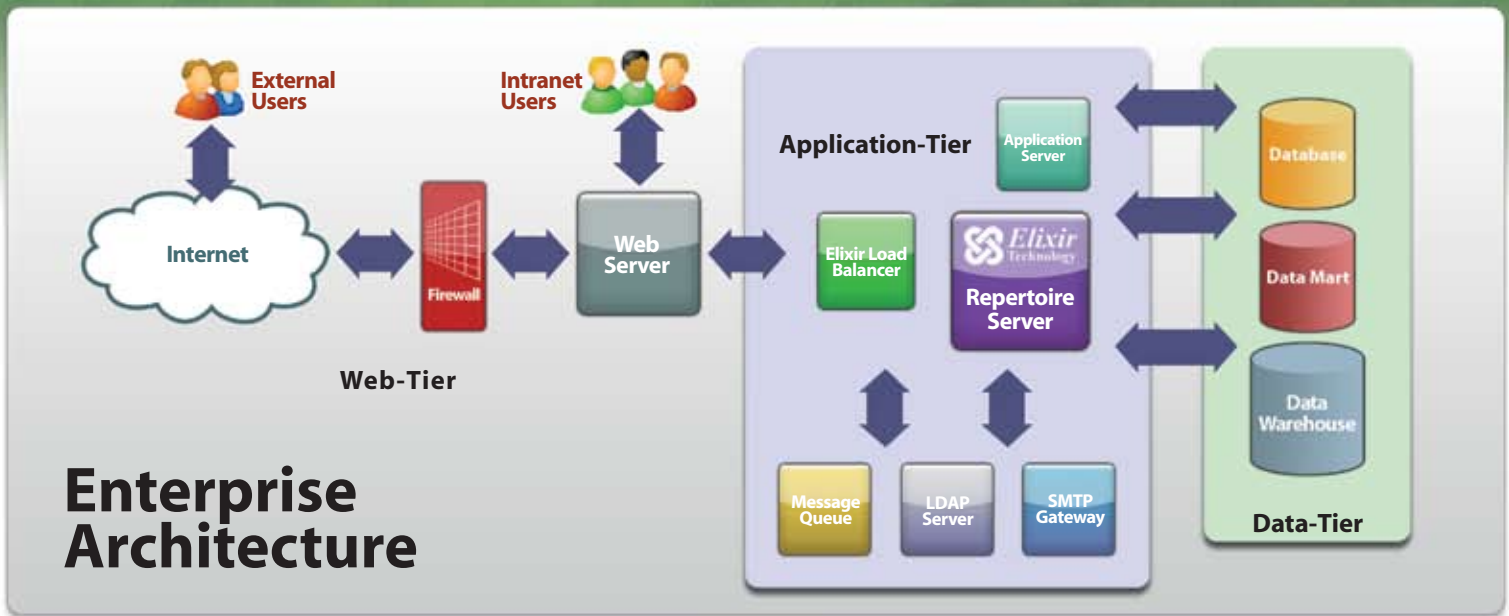 External
Users
Intranet
Users
Application-Tier
Application
Server
Database
Internet
Firewall
Web
Server
Elixir Load
Balancer
Elixir
Technology
Repertoire
Server
Data Mart
Web-Tier
Data
Warehouse
Enterprise
Architecture
Message
Queue
LDAP
Server
SMTP
Gateway
Data-Tier